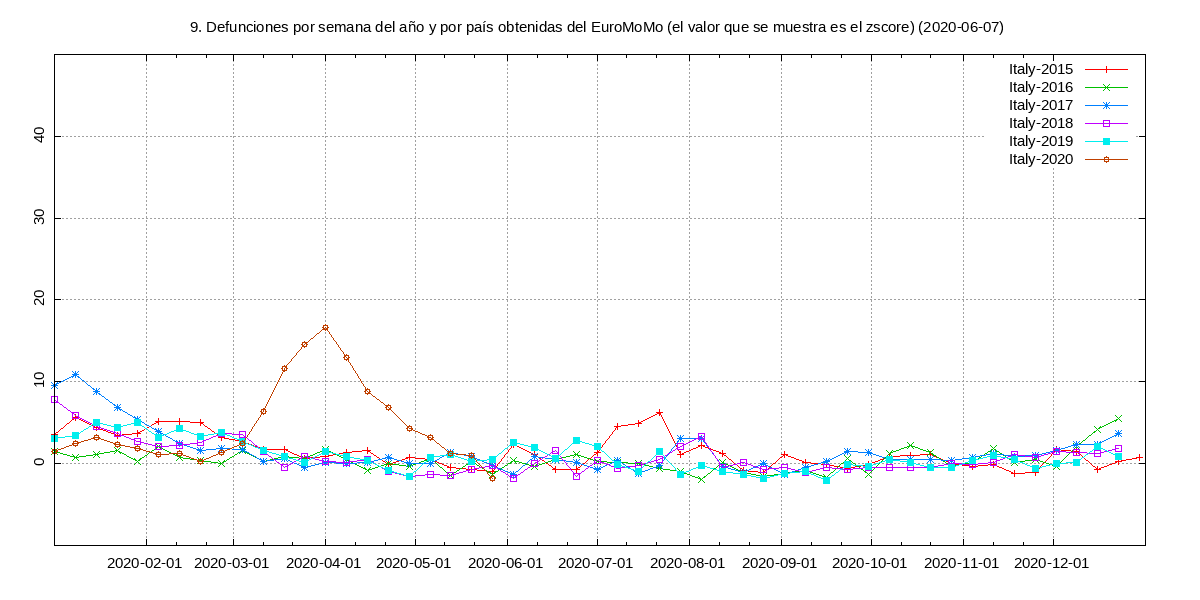 9. Defunciones por semana del año y por país obtenidas del EuroMoMo (el valor que se muestra es el zscore) (2020-06-07)
Italy-2015
Italy-2016
Italy-2017
Italy-2018
Italy-2019
Italy-2020
40
30
20
10
0
2020-02-01 2020-03-01 2020-04-01 2020-05-01 2020-06-01 2020-07-01 2020-08-01 2020-09-01 2020-10-01 2020-11-01 2020-12-01